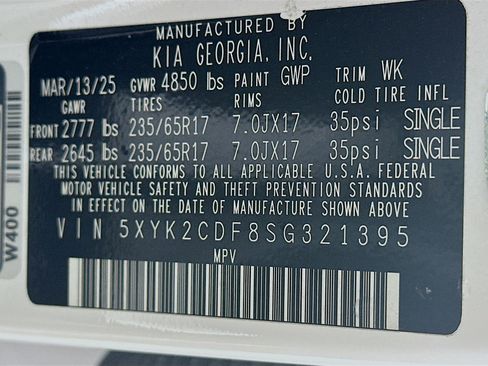 MANUFACTURED BY
KIA GEORGIA, INC.
MAR/13/25 GVWR 4850 lbs PAINT GWP TRIM WK
GAWR TIRES RIMS COLD TIRE INFL
FRONT 2777 lbs 235/65R17 7.0JX17 35psi SINGLE
REAR 2645 lbs 235/65R17 7.0JX17 35psi SINGLE
THIS VEHICLE CONFORMS TO ALL APPLICABLE U.S.A. FEDERAL
MOTOR VEHICLE SAFETY AND THEFT PREVENTION STANDARDS
IN EFFECT ON THE DATE OF MANUFACTURE SHOWN ABOVE
VIN 5XYK2CDF8SG321395
MPV
W400